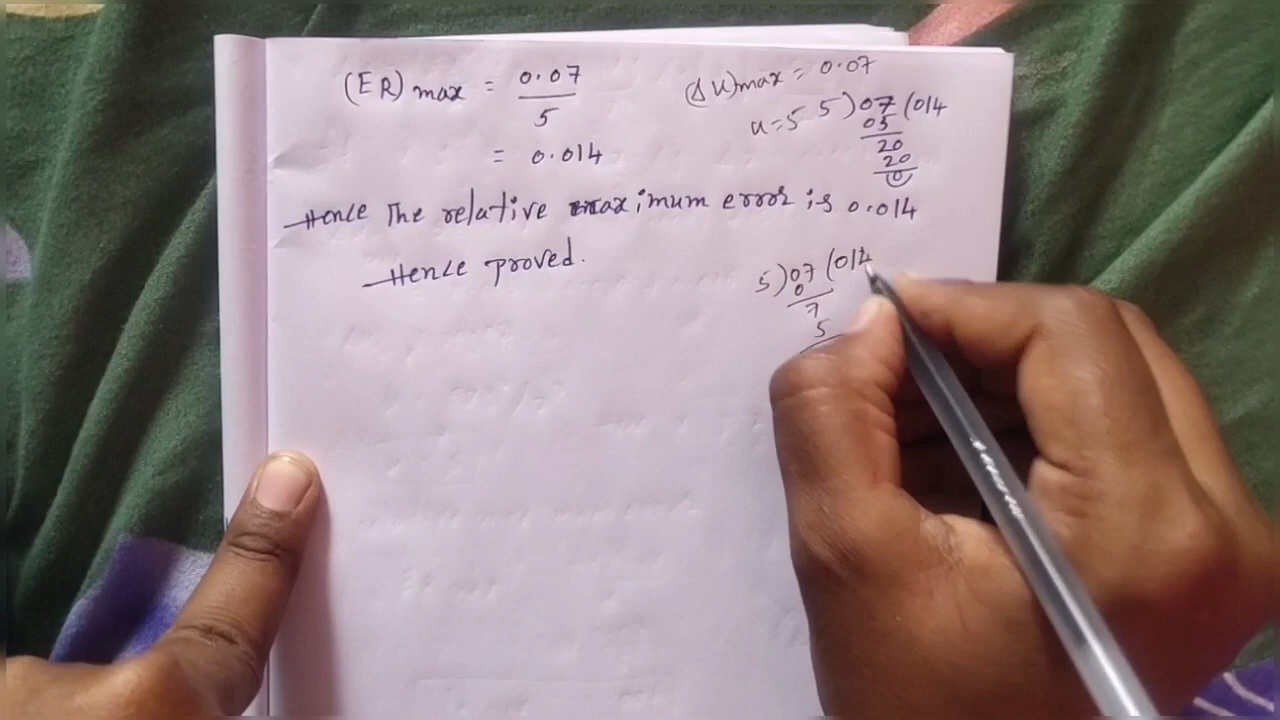 (ER) max = 0.07 / 5
= 0.014
(Δu)max = 0.07
u=5 5)07(014
05
20
20
0
Hence The relative maximum error is 0.014
Hence proved.
5)07(014
0
7
5